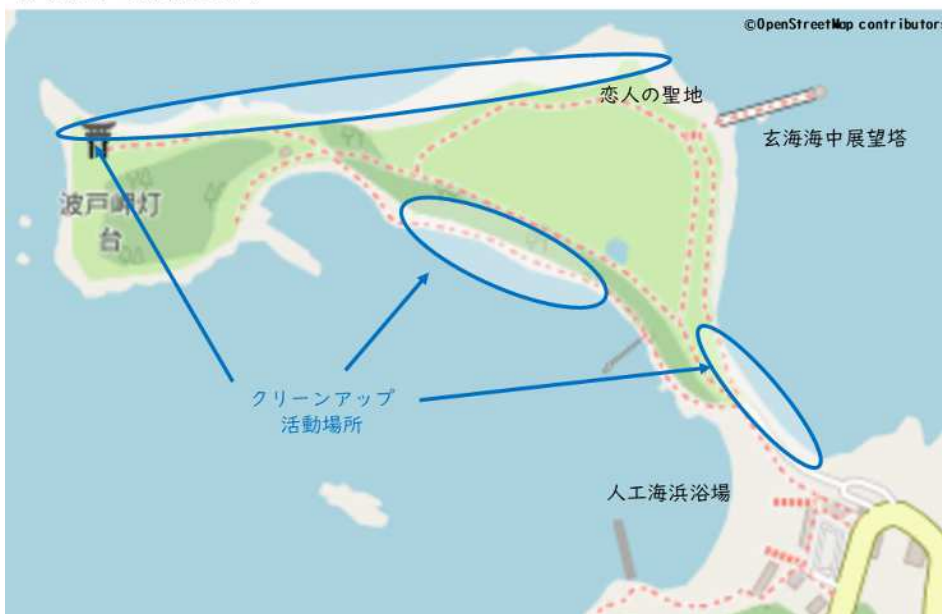 ©OpenStreetMap contributors
恋人の聖地
玄海海中展望塔
波戸岬灯
台
クリーンアップ
活動場所
人工海浜浴場